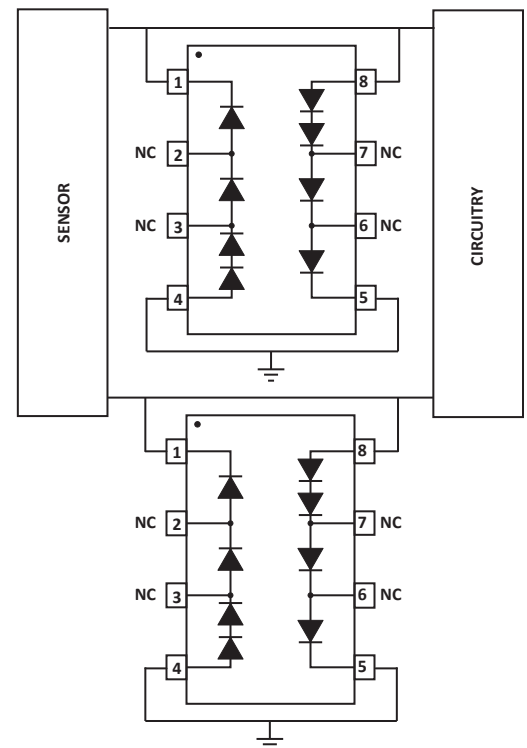 SENSOR
CIRCUITRY
1 8
NC 2 7 NC
NC 3 6 NC
4 5
1 8
NC 2 7 NC
NC 3 6 NC
4 5